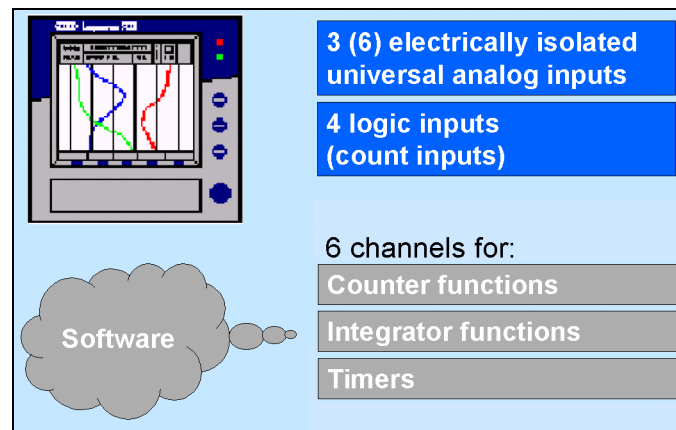 3 (6) electrically isolated
universal analog inputs
4 logic inputs
(count inputs)
6 channels for:
Counter functions
Software
Integrator functions
Timers